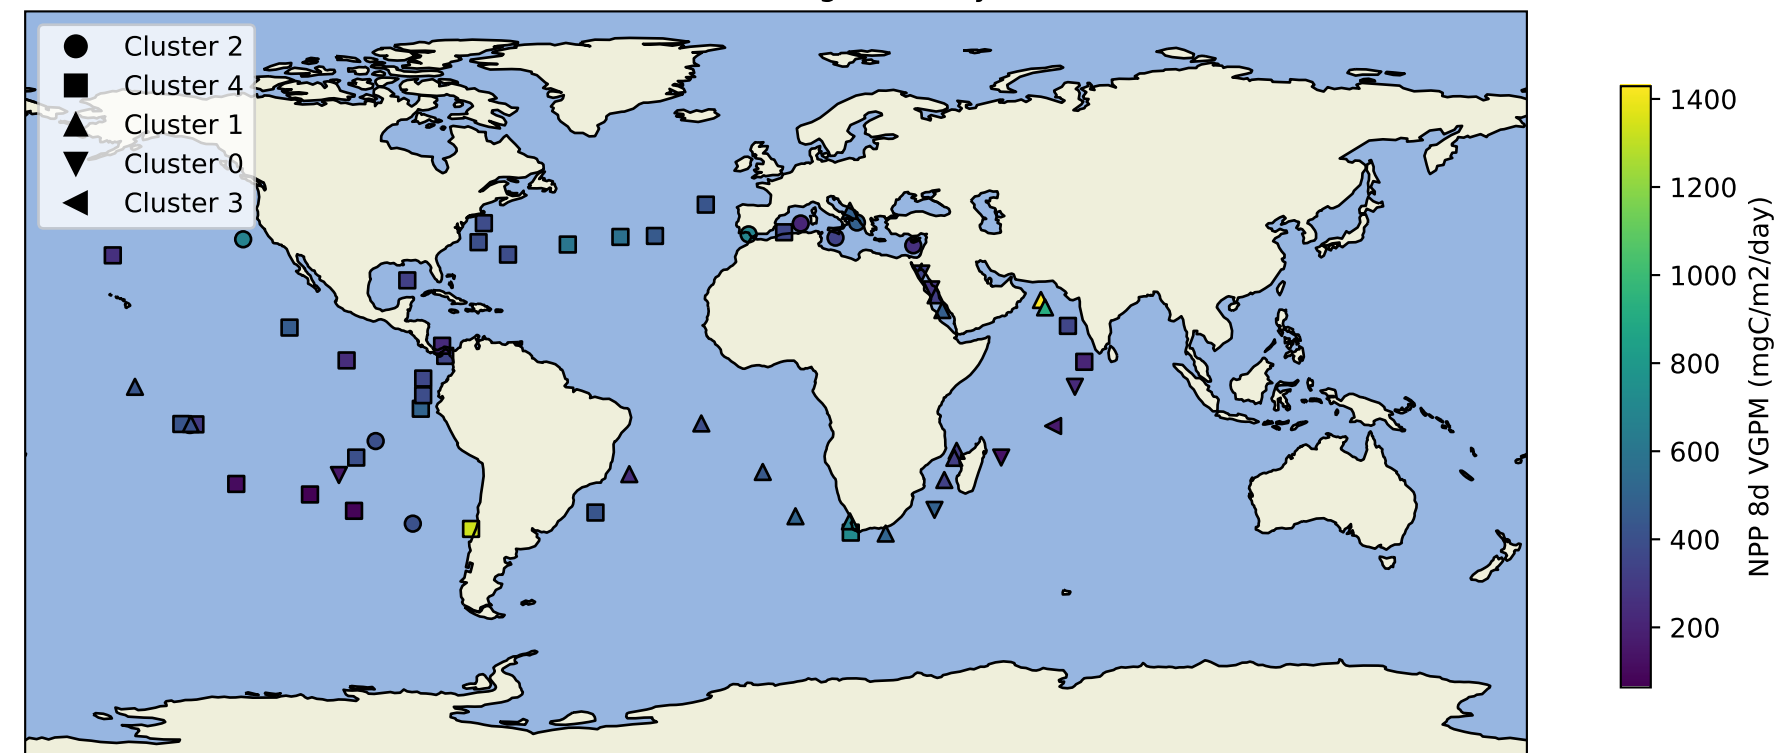 Cluster 2
Cluster 4
Cluster 1
Cluster 0
Cluster 3
1400
1200
1000
800
600
400
200
NPP 8d VGPM (mgC/m2/day)